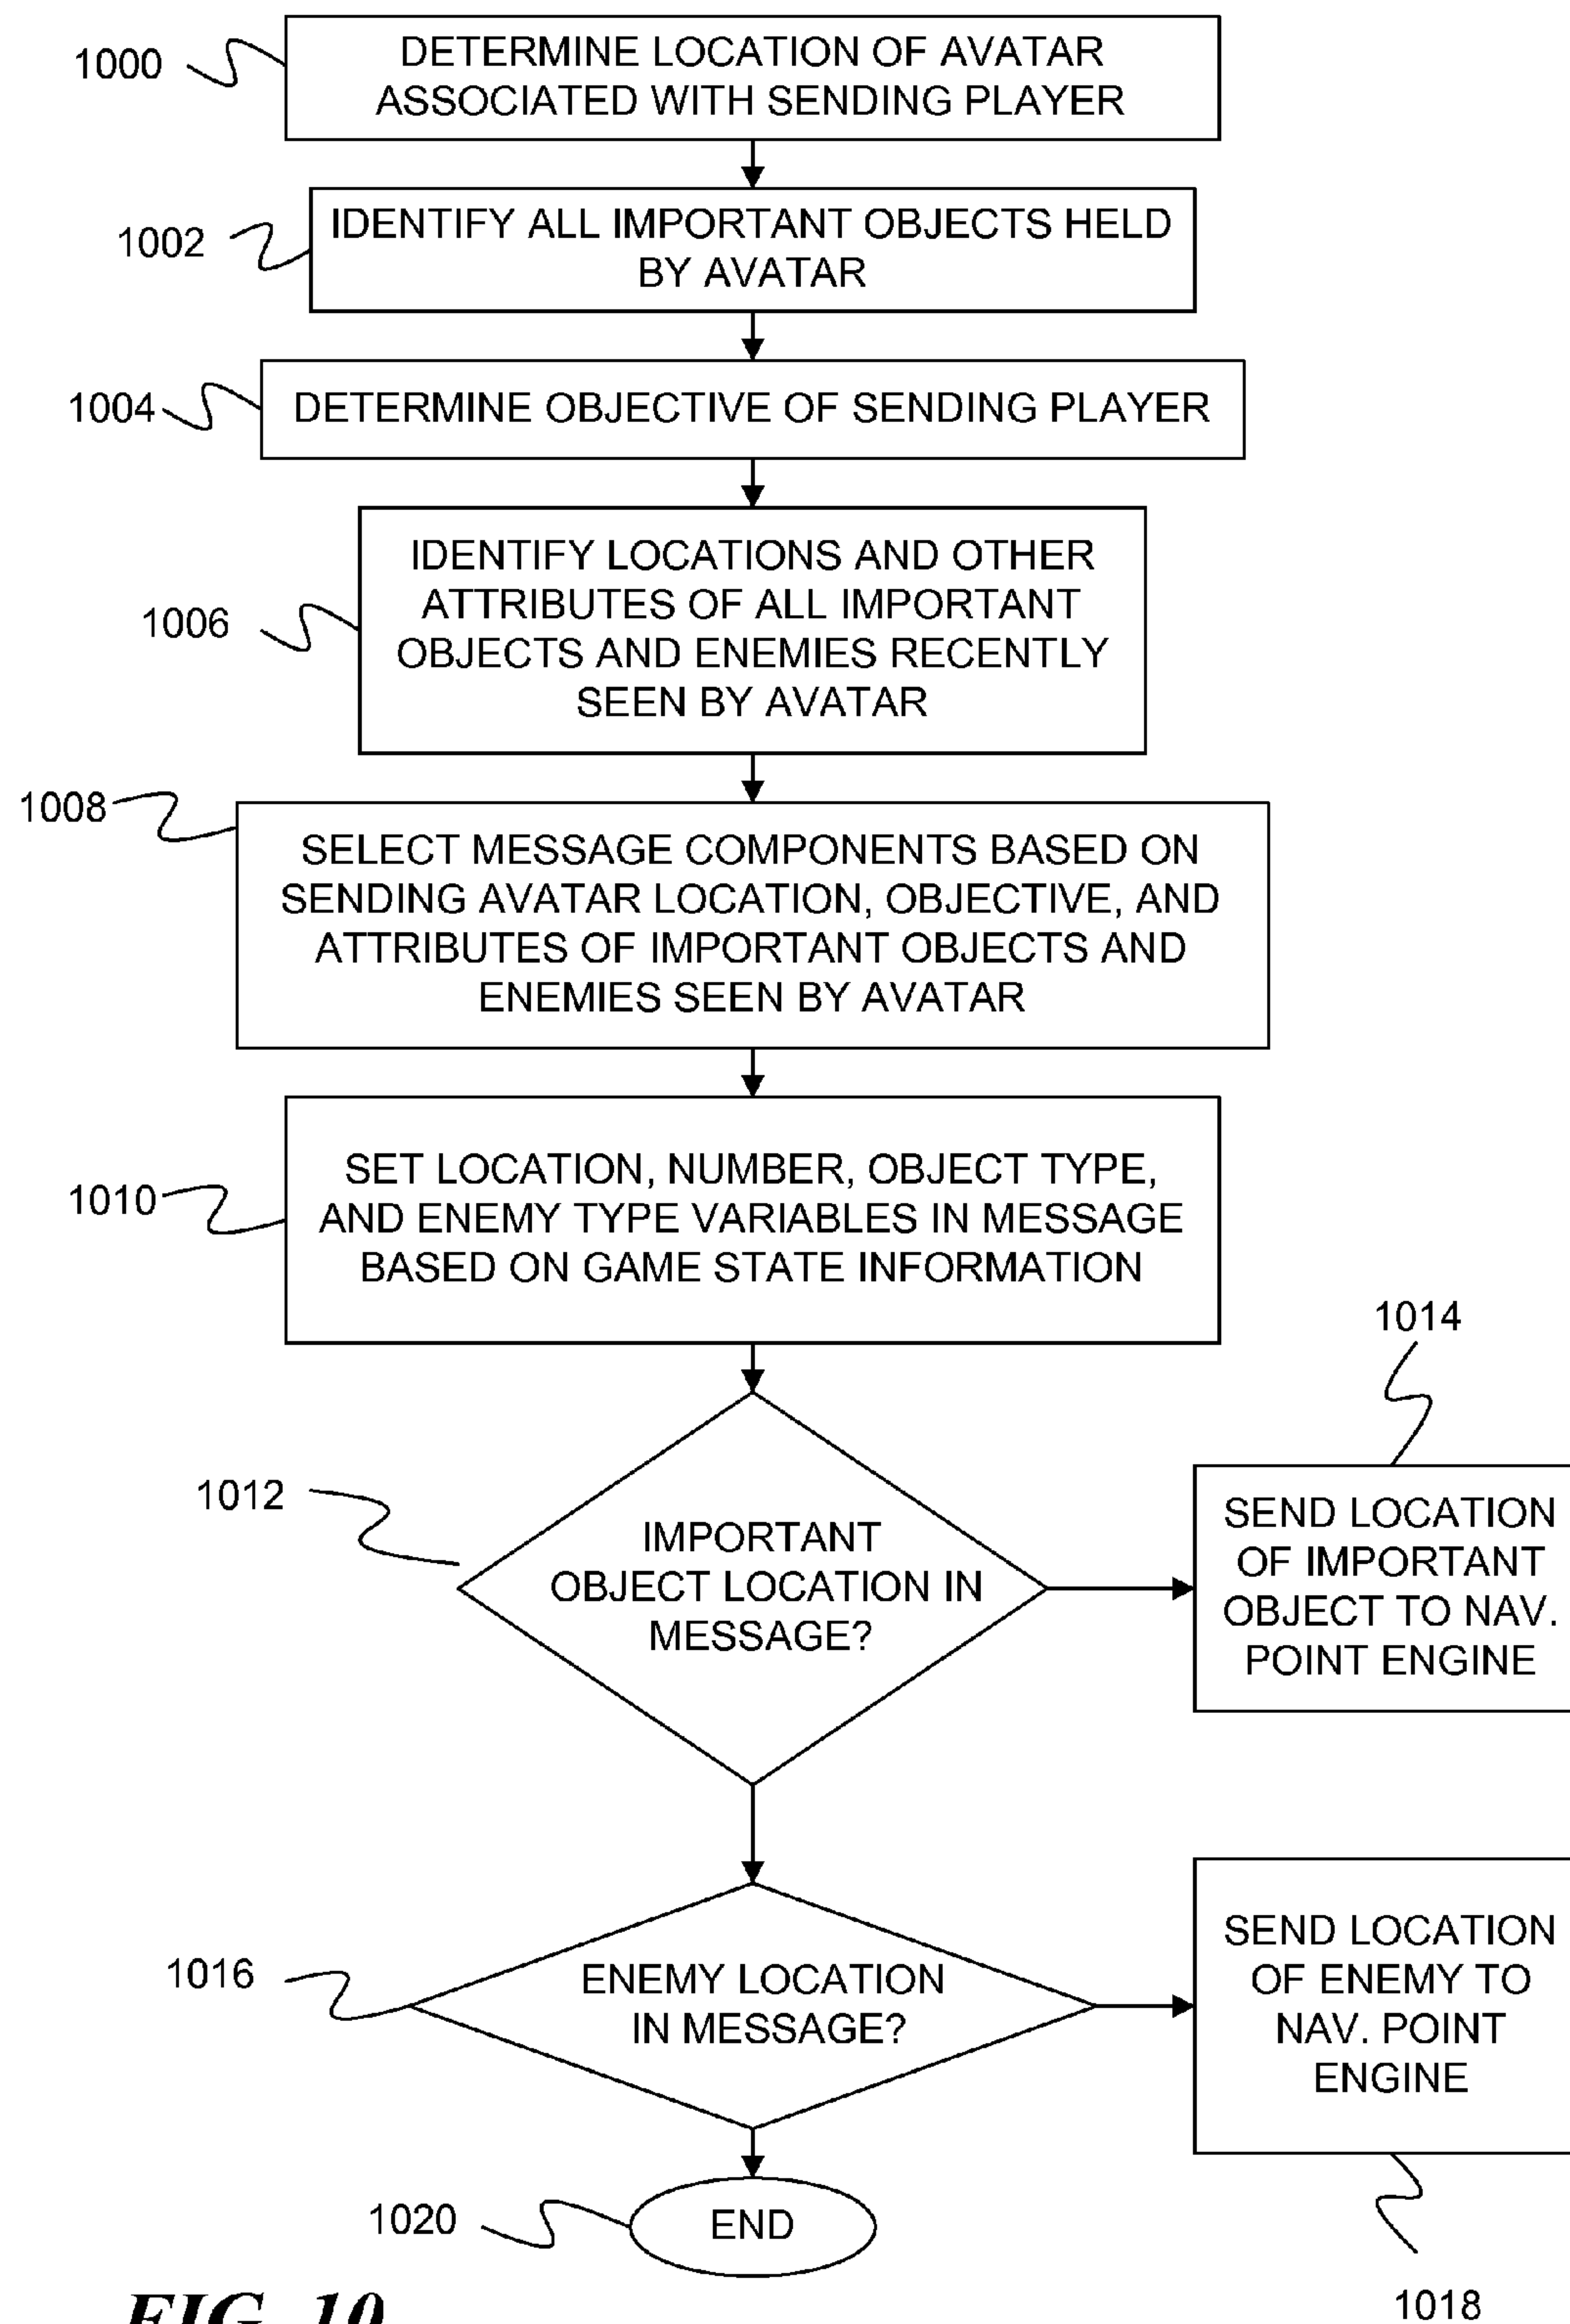 1000
DETERMINE LOCATION OF AVATAR
ASSOCIATED WITH SENDING PLAYER
1002
IDENTIFY ALL IMPORTANT OBJECTS HELD
BY AVATAR
1004
DETERMINE OBJECTIVE OF SENDING PLAYER
1006
IDENTIFY LOCATIONS AND OTHER
ATTRIBUTES OF ALL IMPORTANT
OBJECTS AND ENEMIES RECENTLY
SEEN BY AVATAR
1008
SELECT MESSAGE COMPONENTS BASED ON
SENDING AVATAR LOCATION, OBJECTIVE, AND
ATTRIBUTES OF IMPORTANT OBJECTS AND
ENEMIES SEEN BY AVATAR
1010
SET LOCATION, NUMBER, OBJECT TYPE,
AND ENEMY TYPE VARIABLES IN MESSAGE
BASED ON GAME STATE INFORMATION
1012
IMPORTANT
OBJECT LOCATION IN
MESSAGE?
1014
SEND LOCATION
OF IMPORTANT
OBJECT TO NAV.
POINT ENGINE
1016
ENEMY LOCATION
IN MESSAGE?
SEND LOCATION
OF ENEMY TO
NAV. POINT
ENGINE
1018
1020
END
FIG. 10